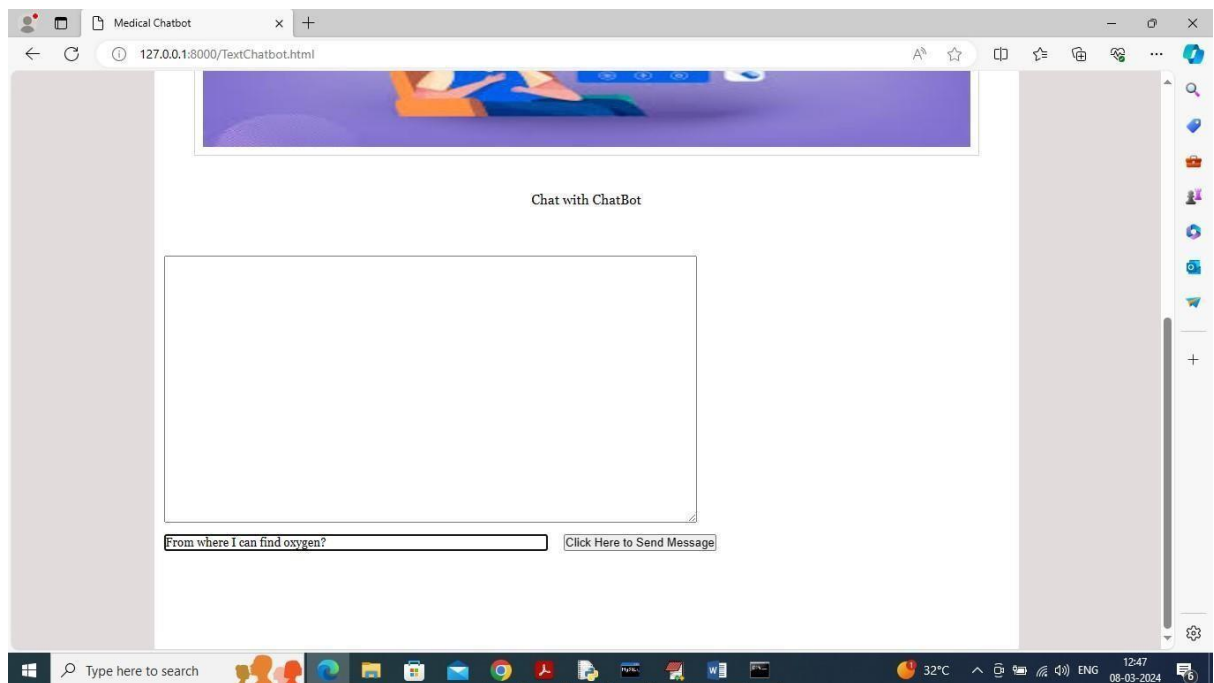 Medical Chatbot
127.0.0.1:8000/TextChatbot.html
Chat with ChatBot
From where I can find oxygen?
Click Here to Send Message
Type here to search
32°C
ENG
12:47
08-03-2024
6